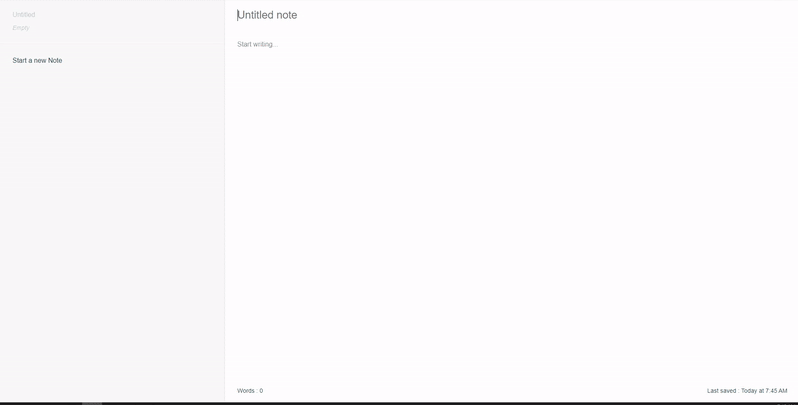 Untitled
Empty
Start a new Note
Untitled note
Start writing...
Words : 0
Last saved : Today at 7:45 AM